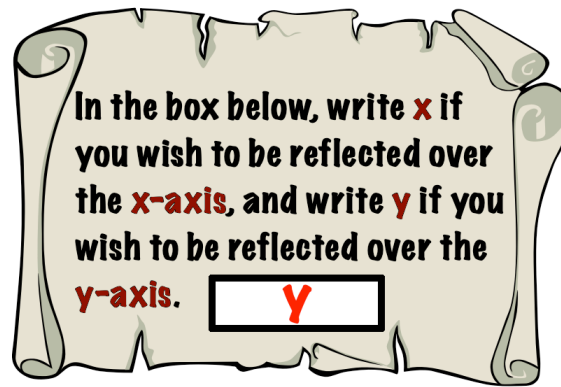 In the box below, write x if
you wish to be reflected over
the x-axis, and write y if you
wish to be reflected over the
y-axis. y